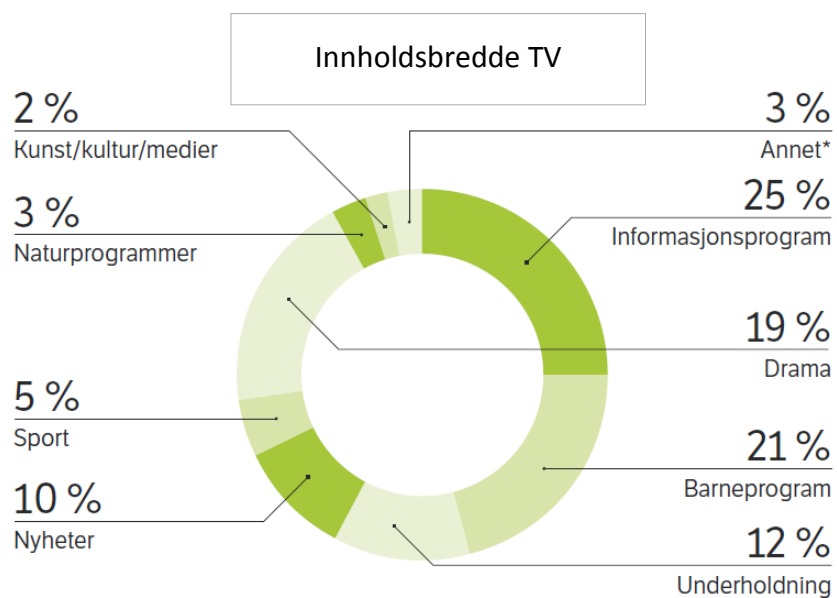 Innholdsbredde TV
2 %
Kunst/kultur/medier
3 %
Naturprogrammer
5 %
Sport
10 %
Nyheter
3 %
Annet*
25 %
Informasjonsprogram
19 %
Drama
21 %
Barneprogram
12 %
Underholdning